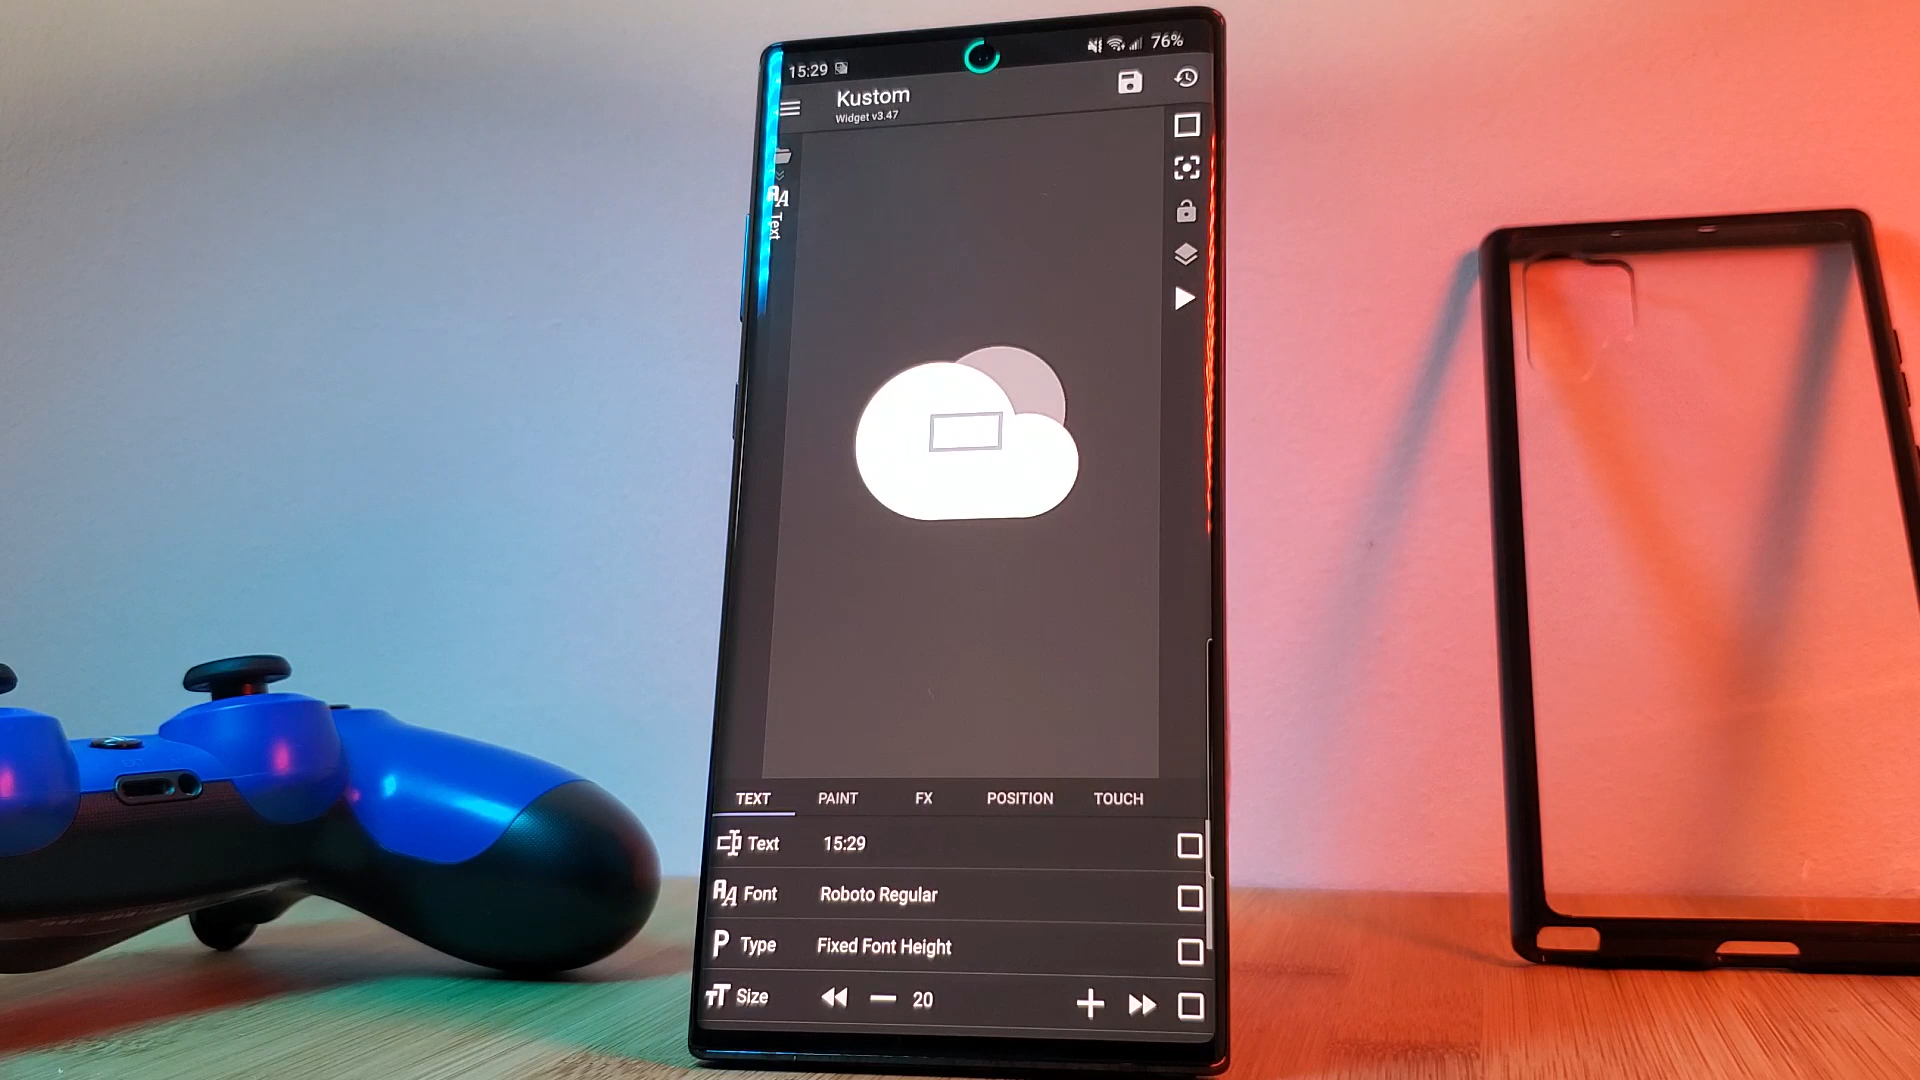 15:29
76%
Kustom
Widget v3.47
Text
TEXT PAINT FX POSITION TOUCH
Text 15:29
Font Roboto Regular
P Type Fixed Font Height
Size 20